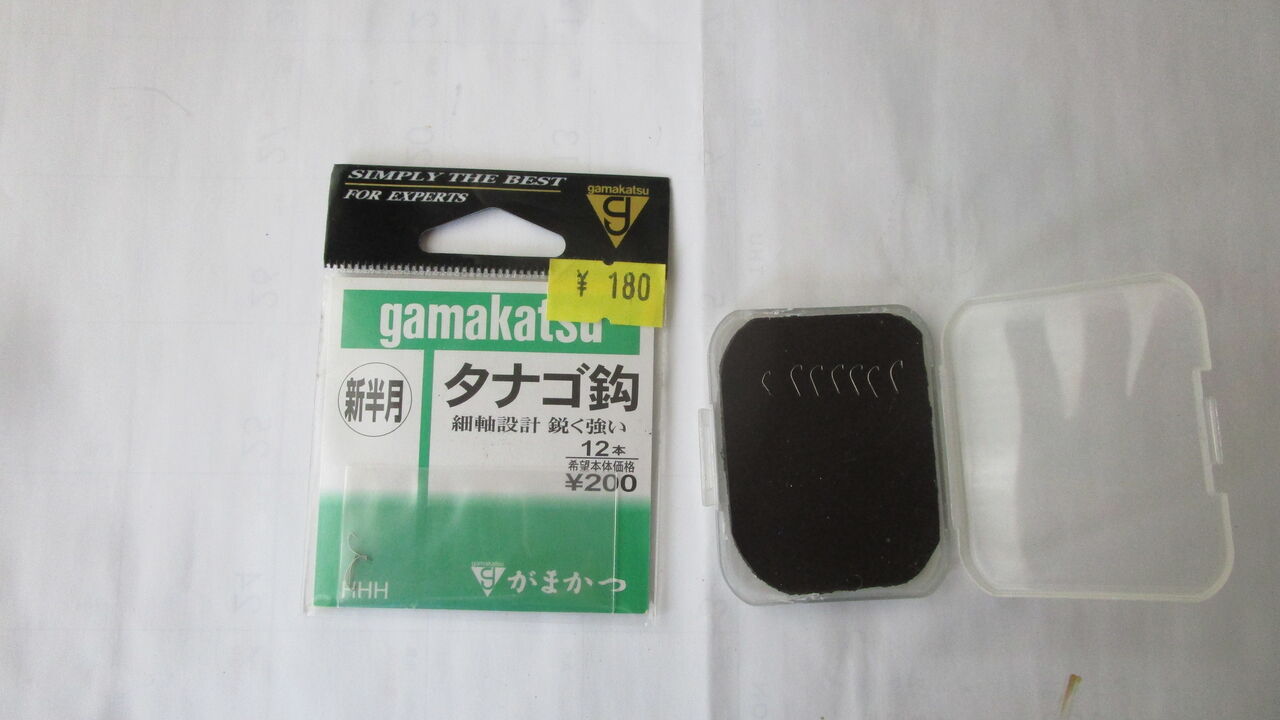 SIMPLY THE BEST
FOR EXPERTS
gamakatsu
¥ 180
gamakatsu
新半月
タナゴ鈎
細軸設計 鋭く強い
12本
希望本体価格
¥200
HHH
がまかつ